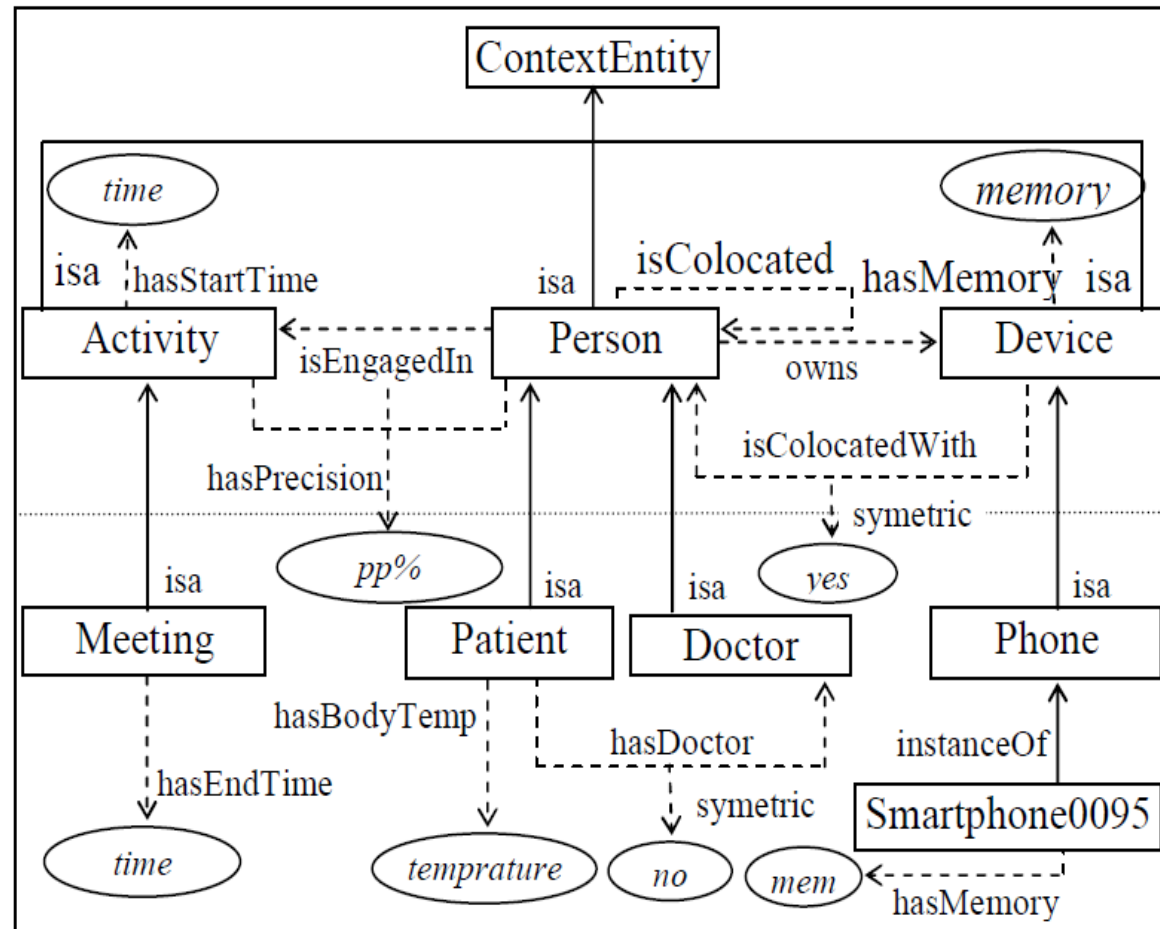 ContextEntity
time
memory
isa
hasStartTime
isa
isColocated
hasMemory
isa
Activity
isEngagedIn
Person
owns
Device
isColocatedWith
hasPrecision
symetric
pp%
yes
isa
isa
isa
isa
Meeting
Patient
Doctor
Phone
hasBodyTemp
hasDoctor
instanceOf
hasEndTime
symetric
Smartphone0095
time
temprature
no
mem
hasMemory